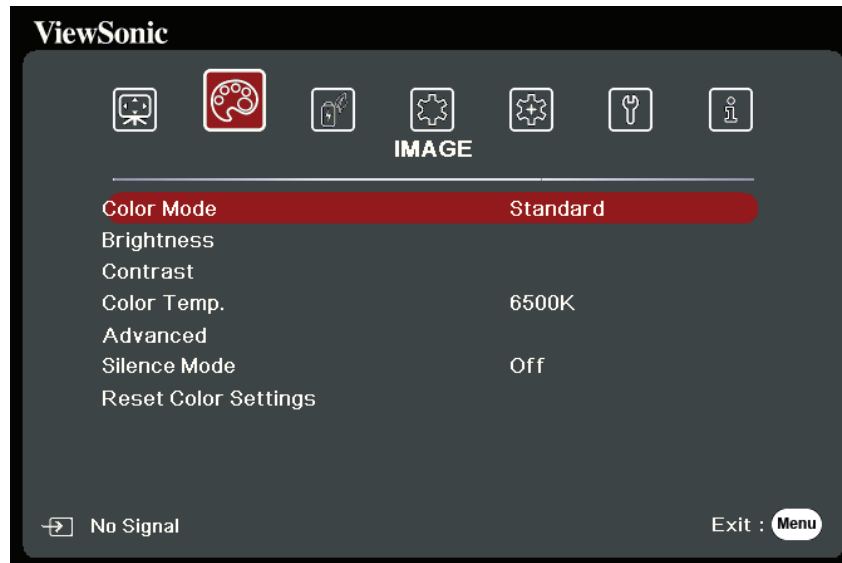 ViewSonic
IMAGE
Color Mode Standard
Brightness
Contrast
Color Temp. 6500K
Advanced
Silence Mode Off
Reset Color Settings
No Signal Exit : Menu